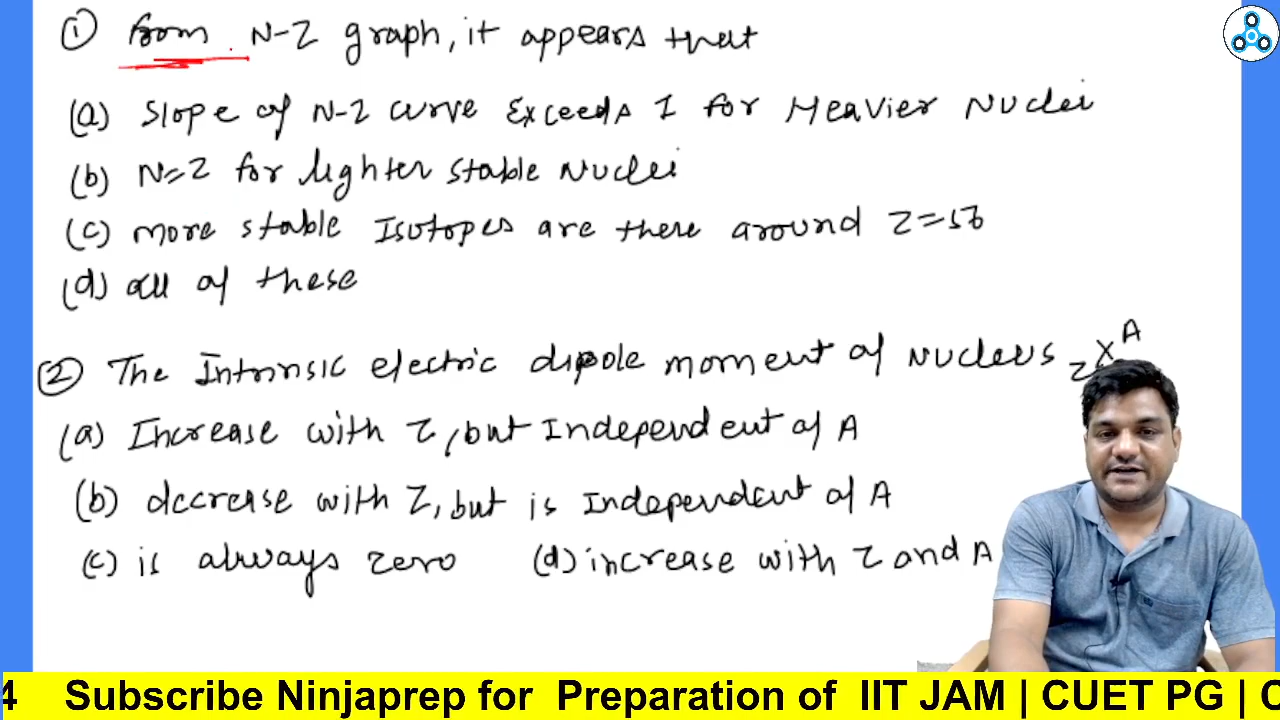 ① From N-Z graph, it appears that
(a) Slope of N-Z curve Exceeds 1 for Heavier Nuclei
(b) N=Z for lighter stable Nuclei
(c) more stable Isotopes are there around Z=50
(d) all of these
② The Intrinsic electric dipole moment of Nucleus zXA
(a) Increase with Z, but Independent of A
(b) decrease with Z, but is Independent of A
(c) is always zero (d) increase with Z and A
4 Subscribe Ninjaprep for Preparation of IIT JAM | CUET PG | C